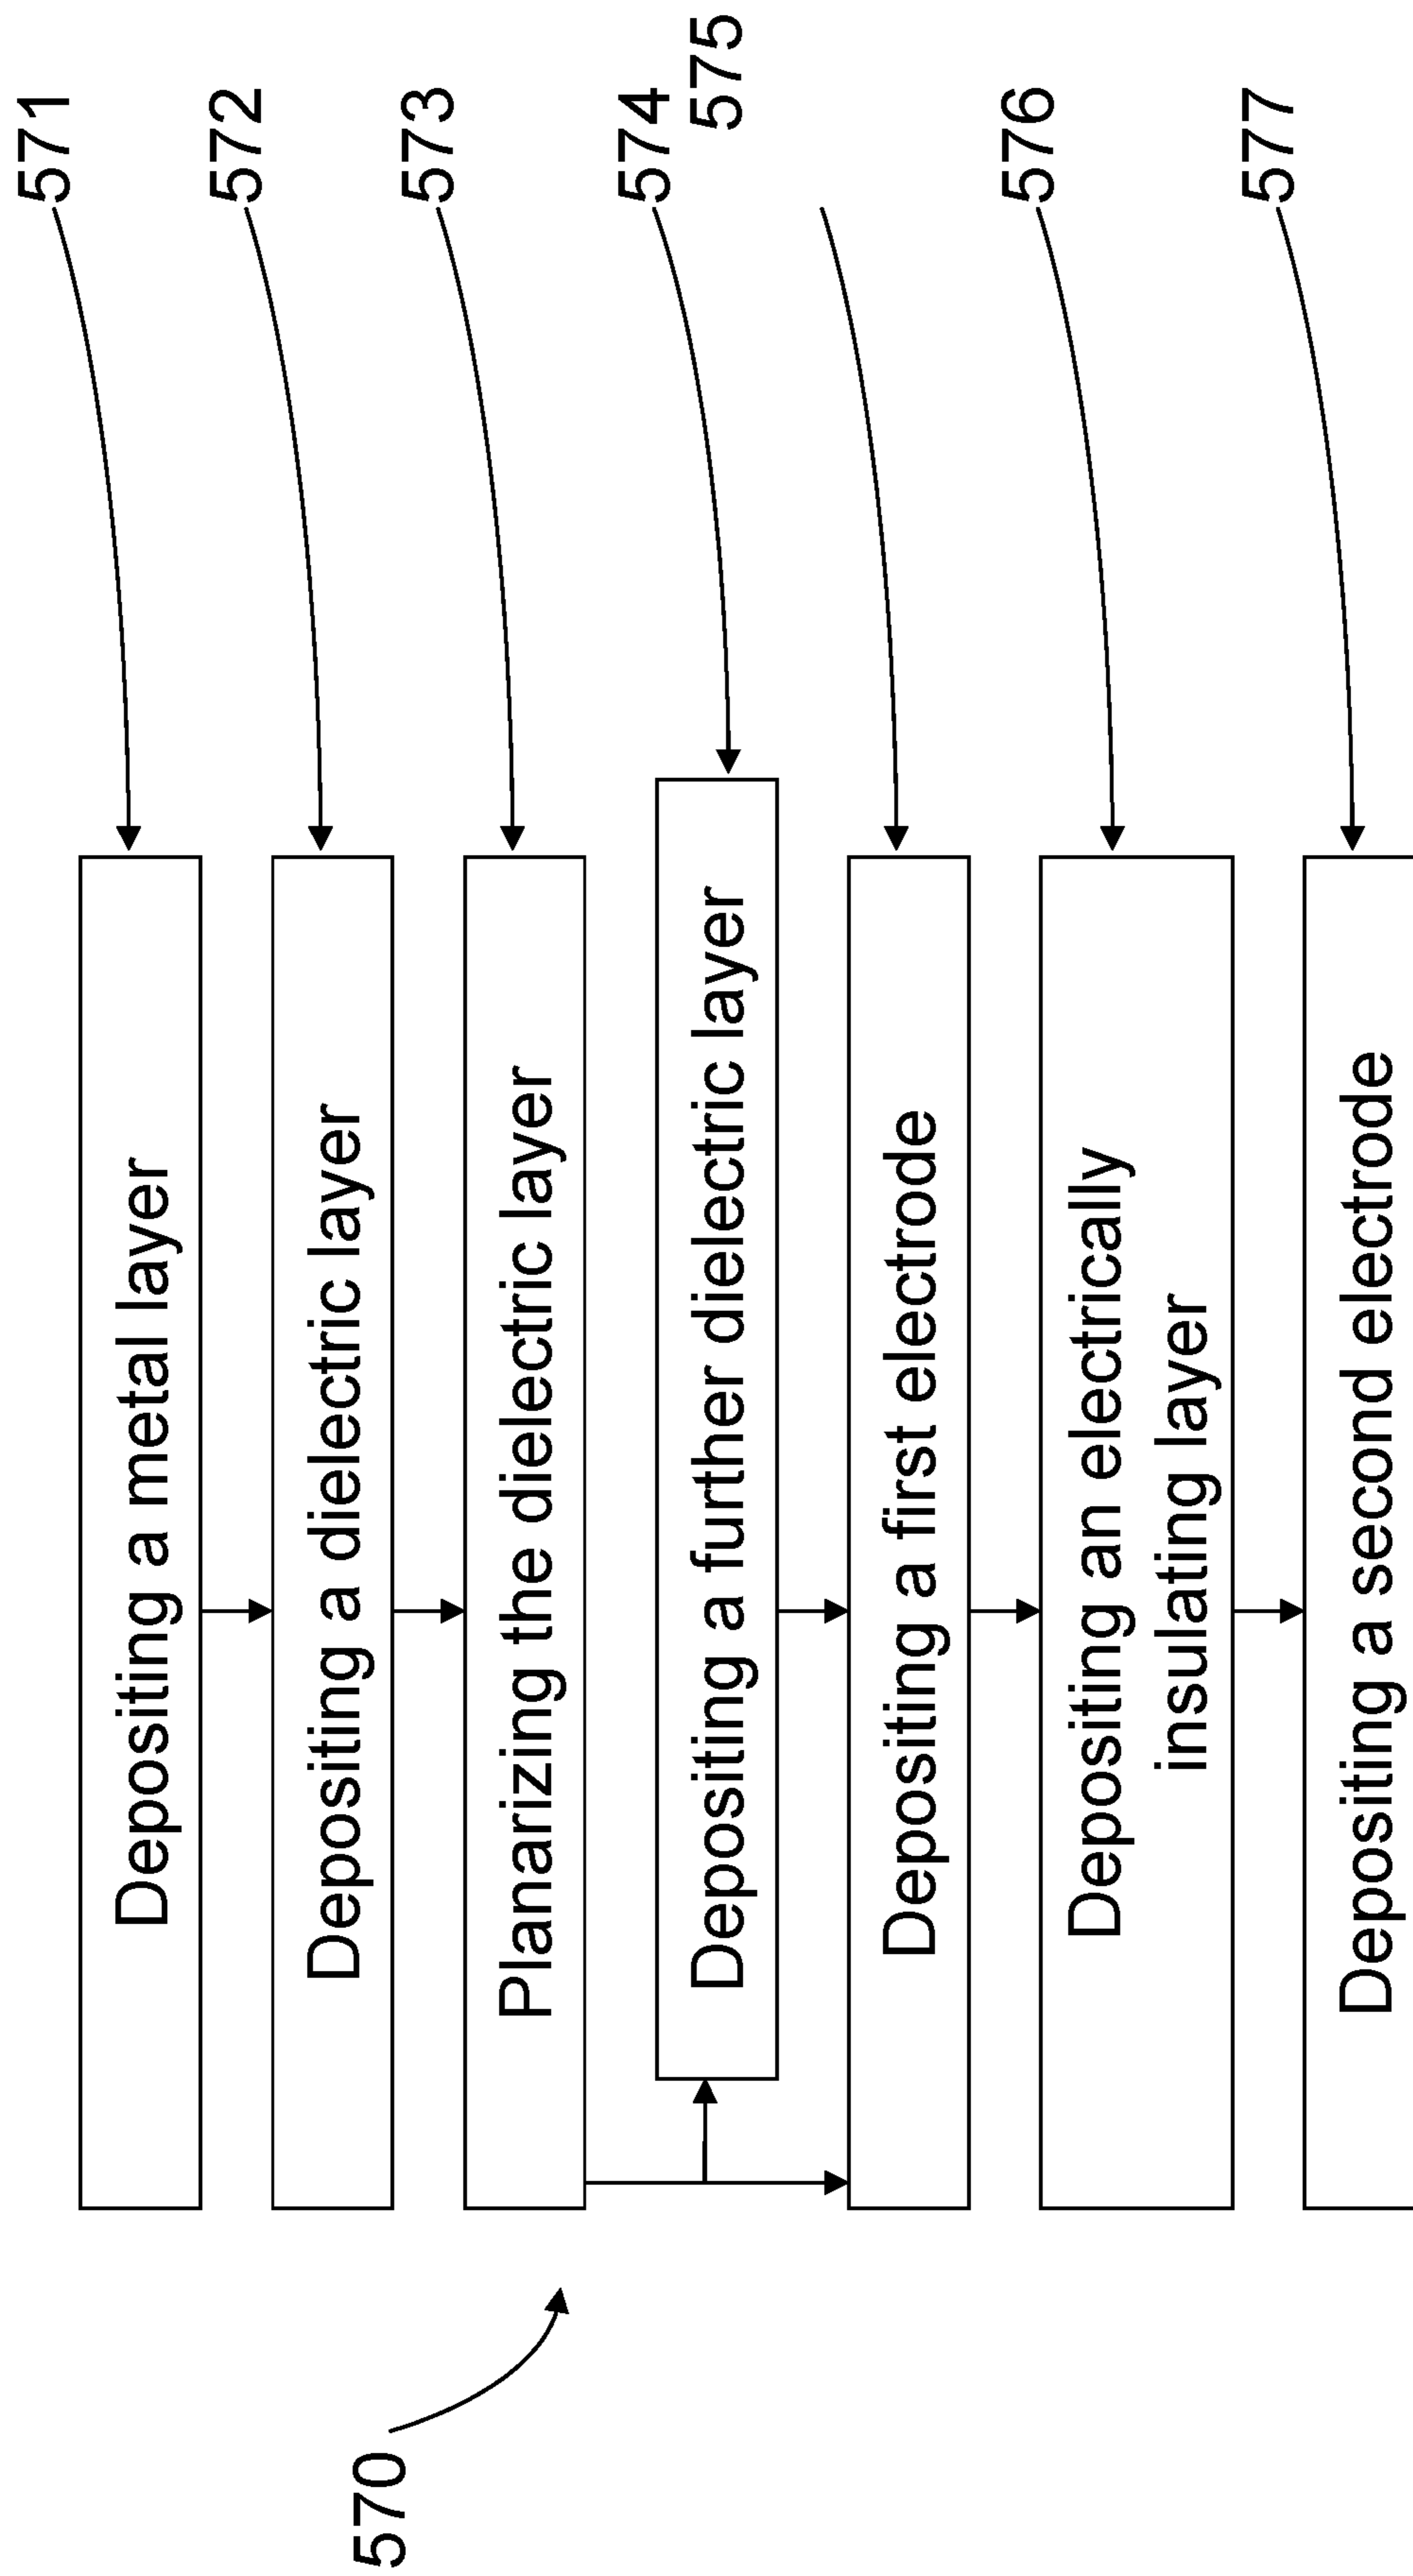 571
Depositing a metal layer
572
Depositing a dielectric layer
573
Planarizing the dielectric layer
570
574
Depositing a further dielectric layer
575
Depositing a first electrode
576
Depositing an electrically
insulating layer
577
Depositing a second electrode